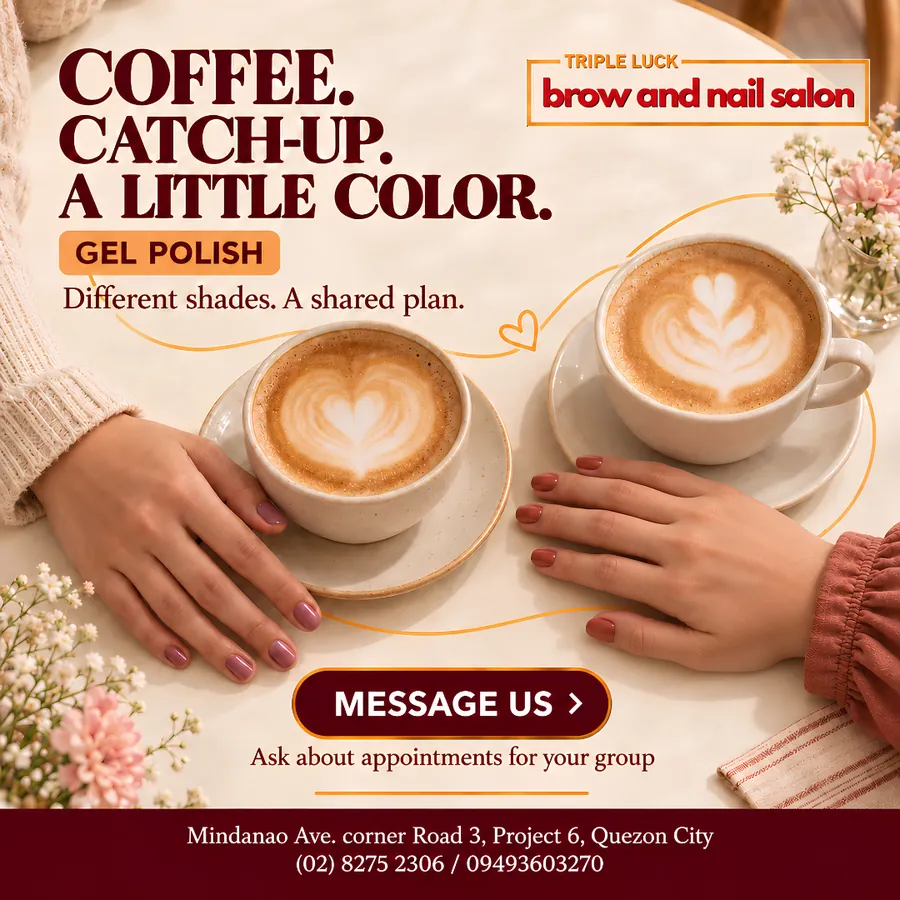 COFFEE.
CATCH-UP.
A LITTLE COLOR.
GEL POLISH
Different shades. A shared plan.
TRIPLE LUCK
brow and nail salon
MESSAGE US >
Ask about appointments for your group
Mindanao Ave. corner Road 3, Project 6, Quezon City
(02) 8275 2306 / 09493603270